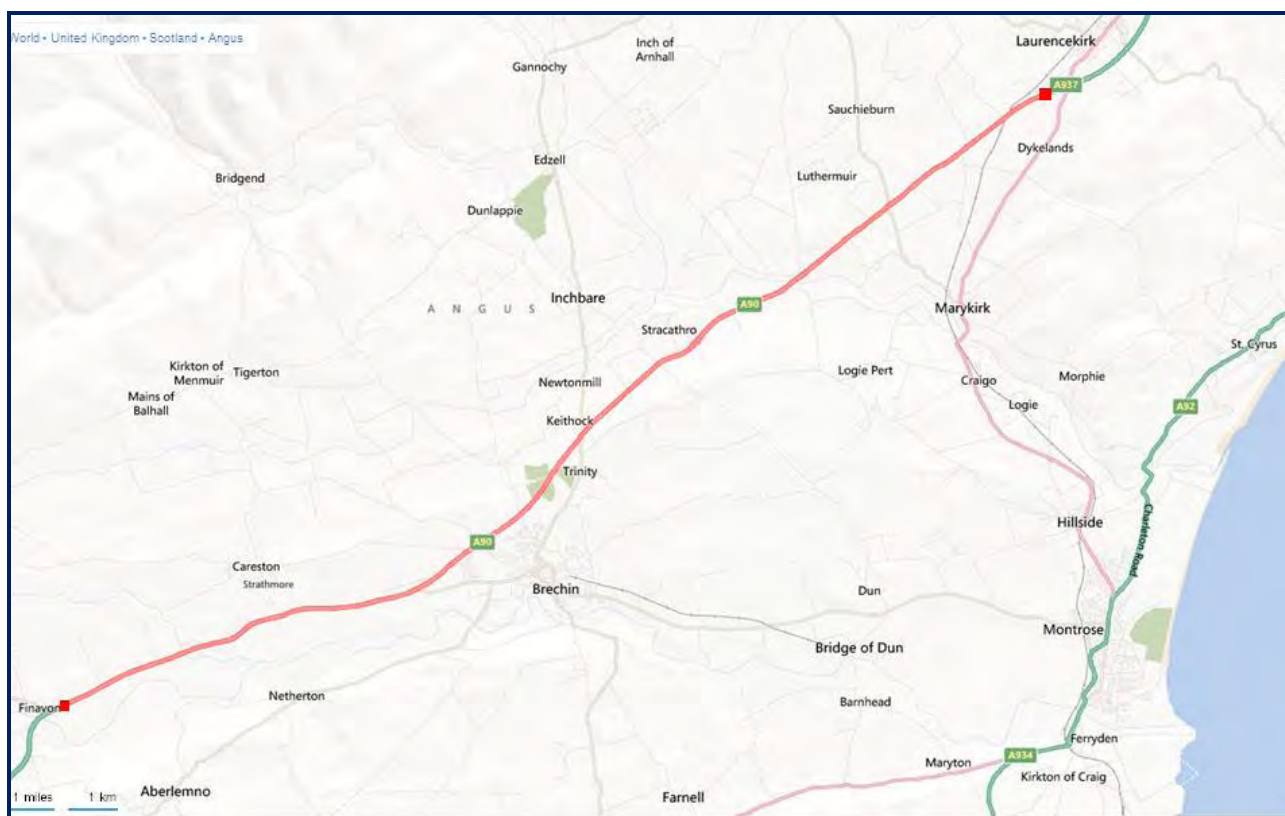 World • United Kingdom • Scotland • Angus
Inch of
Arnhall
Laurencekirk
Gannochy
A937
Sauchieburn
Dykelands
Edzell
Bridgend
Luthermuir
Dunlappie
Inchbare
A90
ANGUS
Marykirk
Stracathro
St. Cyrus
Kirkton of
Menmuir
Tigerton
Logie Pert
Craigo
Morphie
Newtonmill
Mains of
Balhall
Logie
A92
Keithock
Trinity
Hillside
Charleton Road
A90
Careston
Strathmore
Brechin
Dun
Montrose
Bridge of Dun
Netherton
Barnhead
Finavon
Ferryden
A934
Maryton
Kirkton of Craig
1 miles
1 km
Aberlemno
Farnell